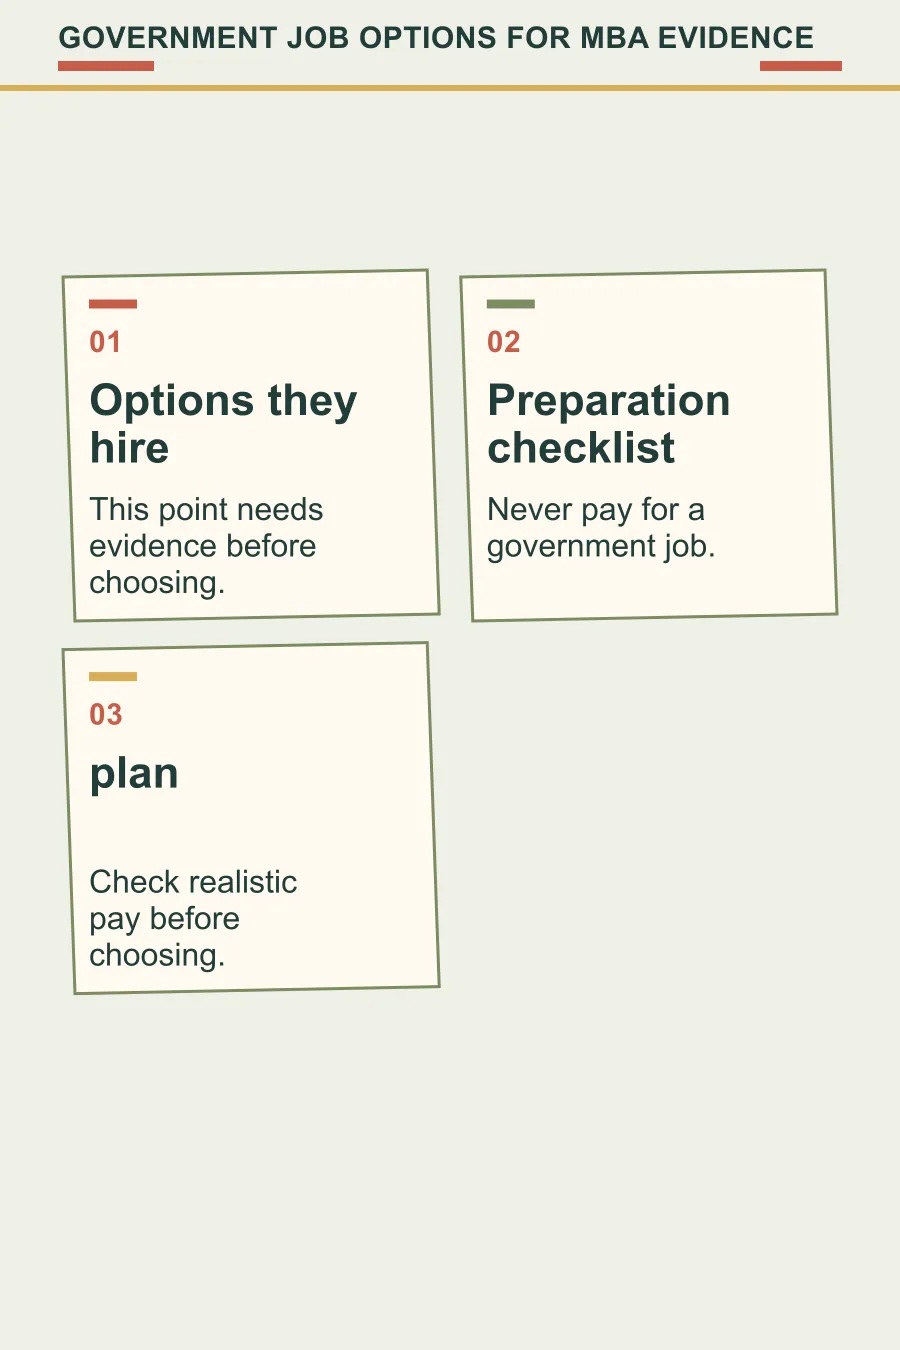 GOVERNMENT JOB OPTIONS FOR MBA EVIDENCE
01
Options they
hire
This point needs
evidence before
choosing.
02
Preparation
checklist
Never pay for a
government job.
03
plan
Check realistic
pay before
choosing.